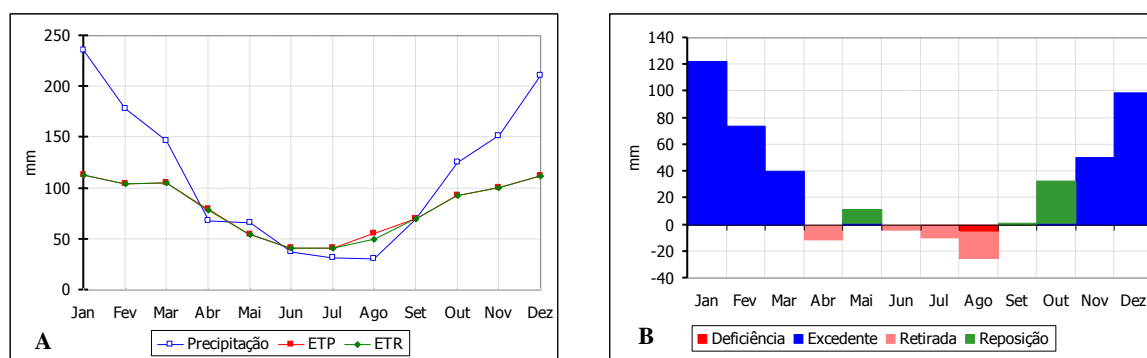 250
200
150
100
50
0
mm
Jan Fev Mar Abr Mai Jun Jul Ago Set Out Nov Dez
A
Precipitação ETP ETR
140
120
100
80
60
40
20
0
-20
-40
mm
Jan Fev Mar Abr Mai Jun Jul Ago Set Out Nov Dez
B
Deficiência Excedente Retirada Reposição